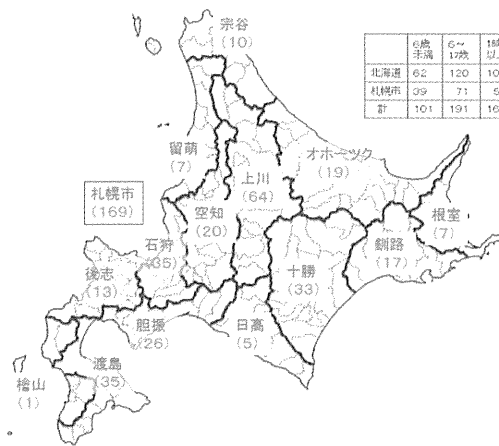 宗谷
(10)
6歳
未満
6～
17歳
北海道 62 120
札幌市 39 71
計 101 191
留萌
(7)
オホーツク
(19)
上川
(64)
札幌市
(169)
空知
(20)
根室
(7)
石狩
(35)
釧路
(17)
後志
(13)
十勝
(33)
胆振
(26)
日高
(5)
渡島
(35)
檜山
(1)